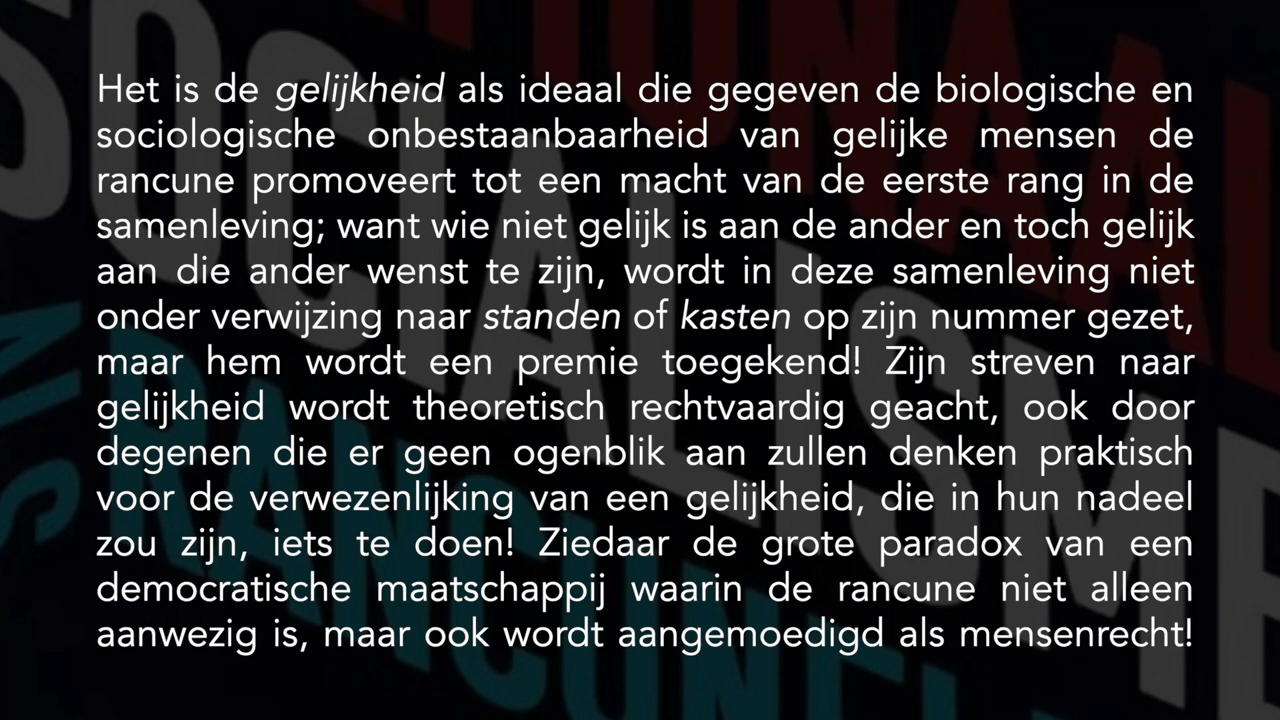 Het is de gelijkheid als ideaal die gegeven de biologische en
sociologische onbestaanbaarheid van gelijke mensen de
rancune promoveert tot een macht van de eerste rang in de
samenleving; want wie niet gelijk is aan de ander en toch gelijk
aan die ander wenst te zijn, wordt in deze samenleving niet
onder verwijzing naar standen of kasten op zijn nummer gezet,
maar hem wordt een premie toegekend! Zijn streven naar
gelijkheid wordt theoretisch rechtvaardig geacht, ook door
degenen die er geen ogenblik aan zullen denken praktisch
voor de verwezenlijking van een gelijkheid, die in hun nadeel
zou zijn, iets te doen! Ziedaar de grote paradox van een
democratische maatschappij waarin de rancune niet alleen
aanwezig is, maar ook wordt aangemoedigd als mensenrecht!
SOCIALISME